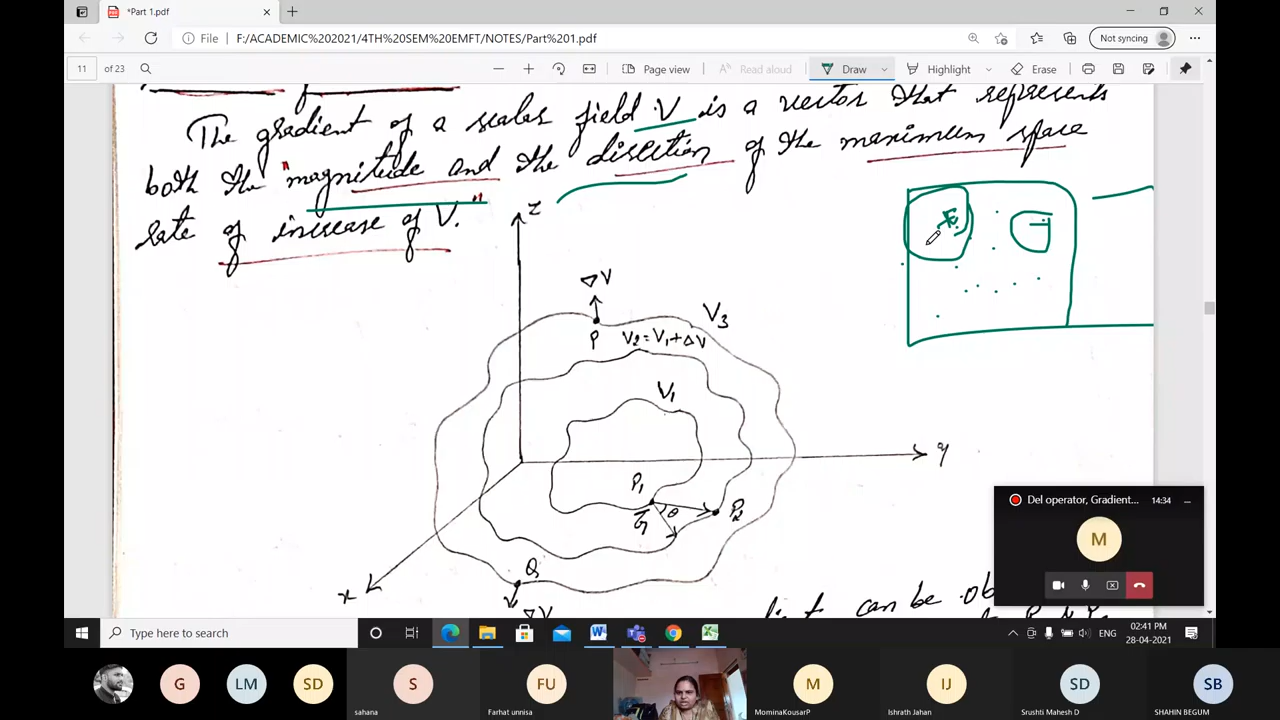 *Part 1.pdf
File
F:/ACADEMIC%202021/4TH%20SEM%20EMFT/NOTES/Part%201.pdf
Not syncing
11 of 23
Page view
Read aloud
Draw
Highlight
Erase
The gradient of a scalar field V is a vector that represents
both the "magnitude and the direction of the maximum space
rate of increase of V."
z
∇V
P
V3
V2=V1+ΔV
V1
y
P1
G
θ
P2
Q
∇V
x
can be
Del operator, Gradient...
14:34
M
Type here to search
ENG
02:41 PM
28-04-2021
G
LM
SD
S
sahana
FU
Farhat unnisa
M
MominaKousarP
IJ
Ishrath Jahan
SD
Srushti Mahesh D
SB
SHAHIN BEGUM